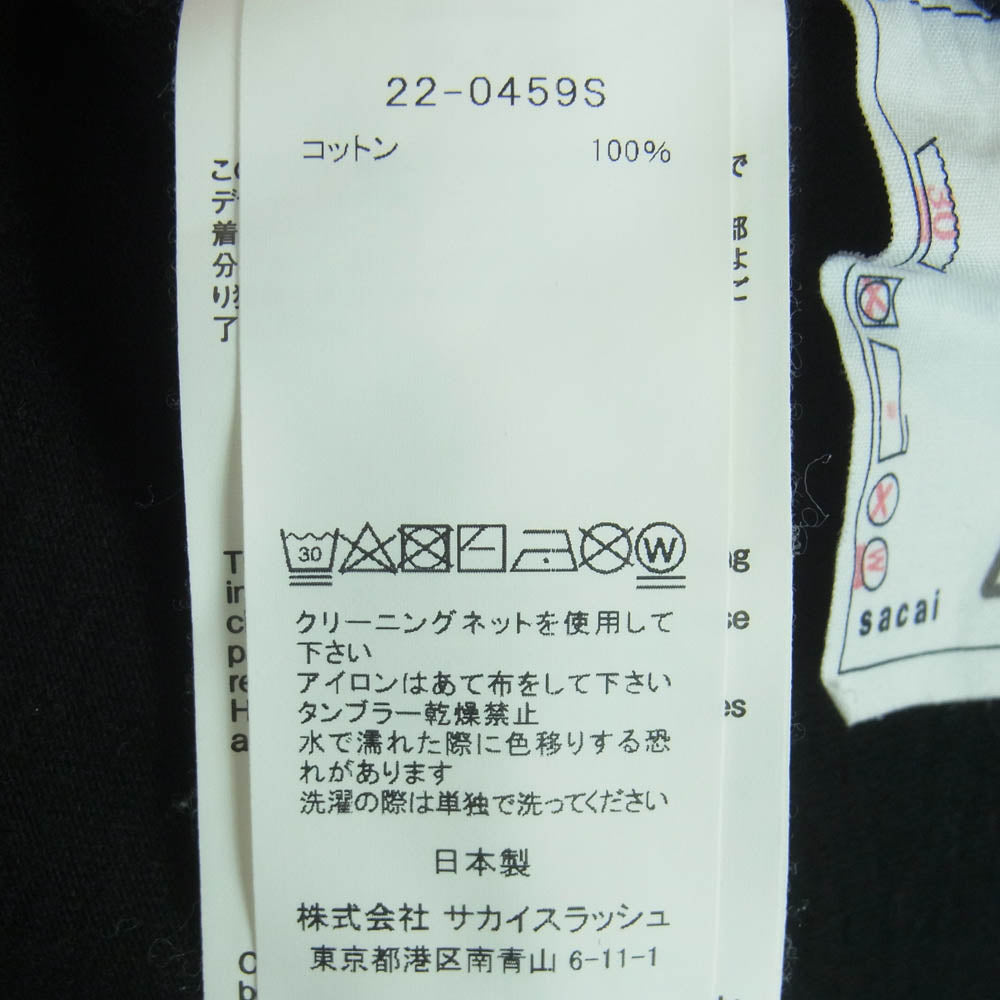 22-0459S
コットン 100%
30
W
クリーニングネットを使用して
下さい
アイロンはあて布をして下さい
タンブラー乾燥禁止
水で濡れた際に色移りする恐
れがあります
洗濯の際は単独で洗ってください
日本製
株式会社 サカイスラッシュ
東京都港区南青山 6-11-1
30
W
sacai